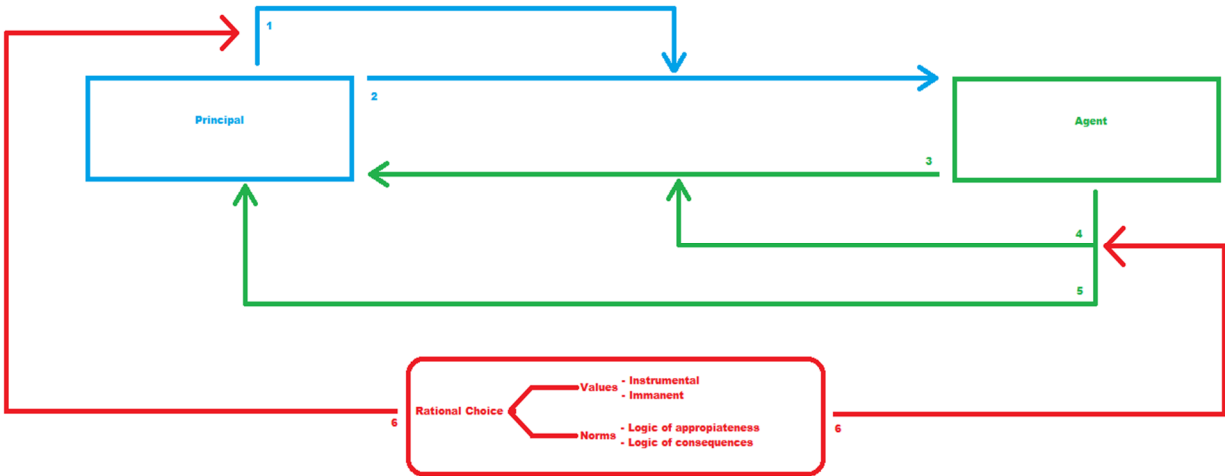 1
2
Principal
Agent
3
4
5
Rational Choice
Values - Instrumental
- Immanent
Norms - Logic of appropiateness
- Logic of consequences
6
6